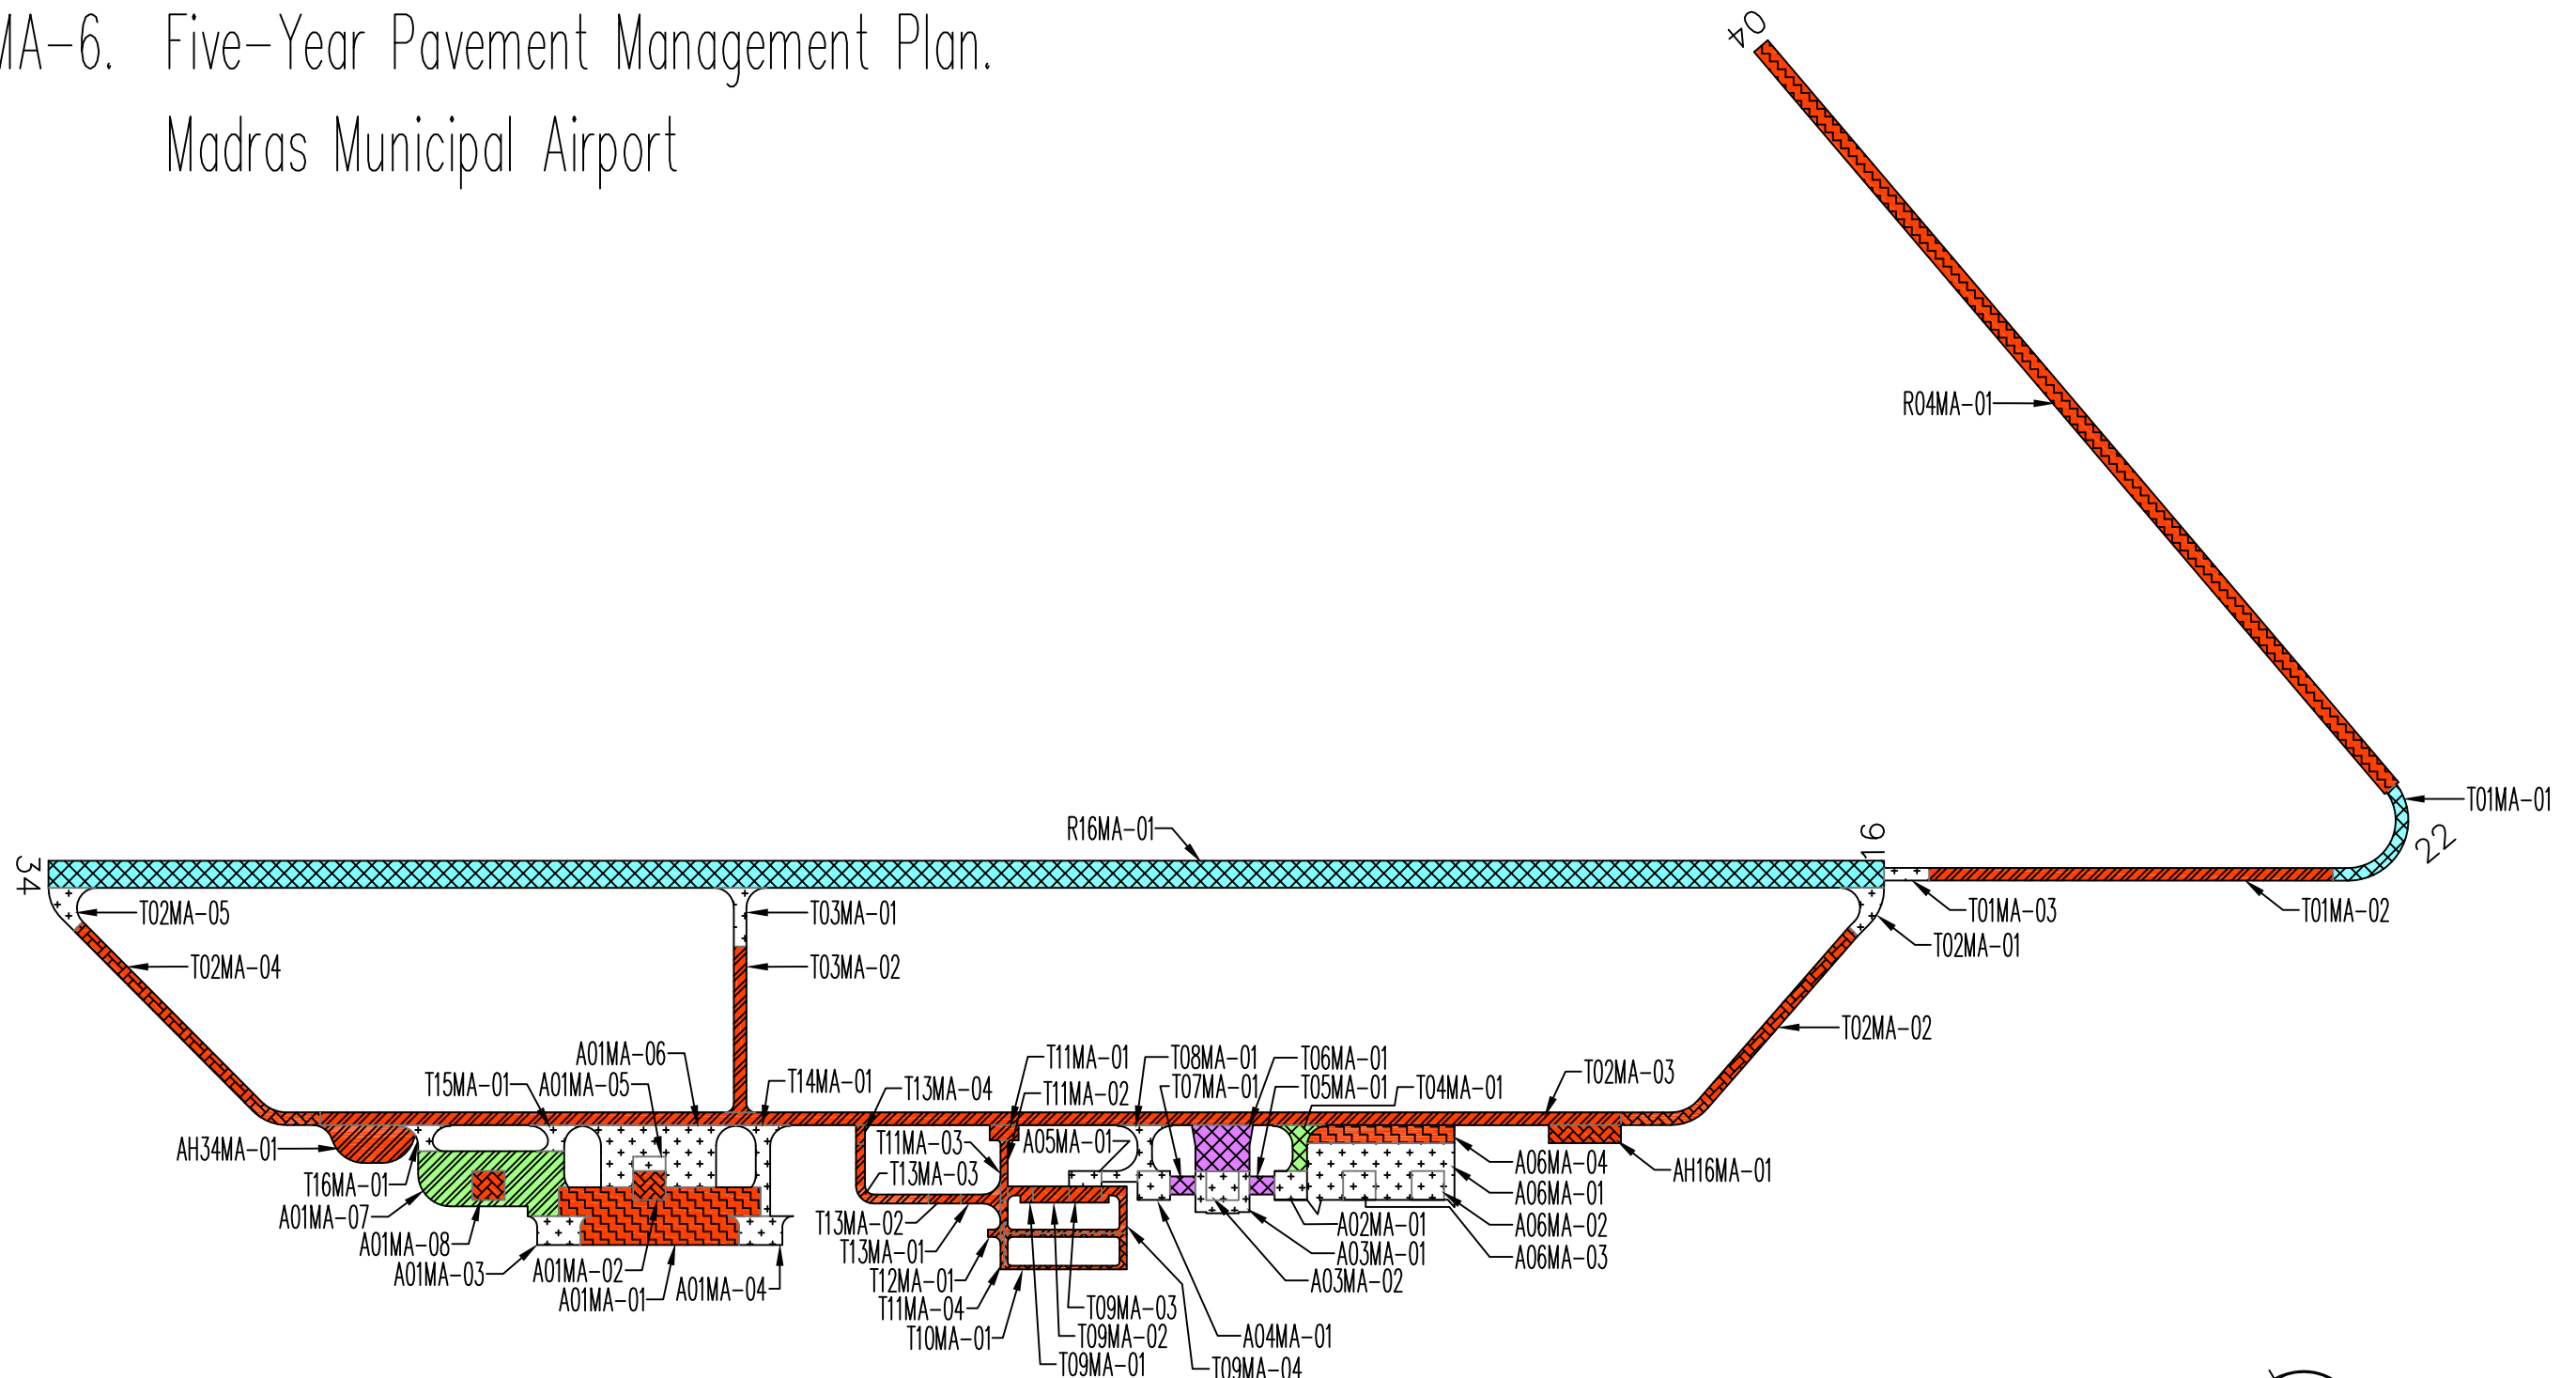 MA-6. Five-Year Pavement Management Plan.
Madras Municipal Airport
04
R04MA-01
T01MA-01
22
R16MA-01
16
34
T02MA-05
T03MA-01
T01MA-03
T01MA-02
T02MA-01
T02MA-04
T03MA-02
T02MA-02
A01MA-06
T11MA-01
T08MA-01
T06MA-01
T15MA-01
A01MA-05
T14MA-01
T13MA-04
T11MA-02
T07MA-01
T05MA-01
T04MA-01
T02MA-03
AH34MA-01
T11MA-03
A05MA-01
A06MA-04
AH16MA-01
T16MA-01
T13MA-03
A06MA-01
A01MA-07
T13MA-02
A02MA-01
A06MA-02
A01MA-08
T13MA-01
A03MA-01
A06MA-03
A01MA-03
A01MA-02
T12MA-01
A03MA-02
A01MA-01
A01MA-04
T11MA-04
T09MA-03
T10MA-01
T09MA-02
A04MA-01
T09MA-01
T09MA-04